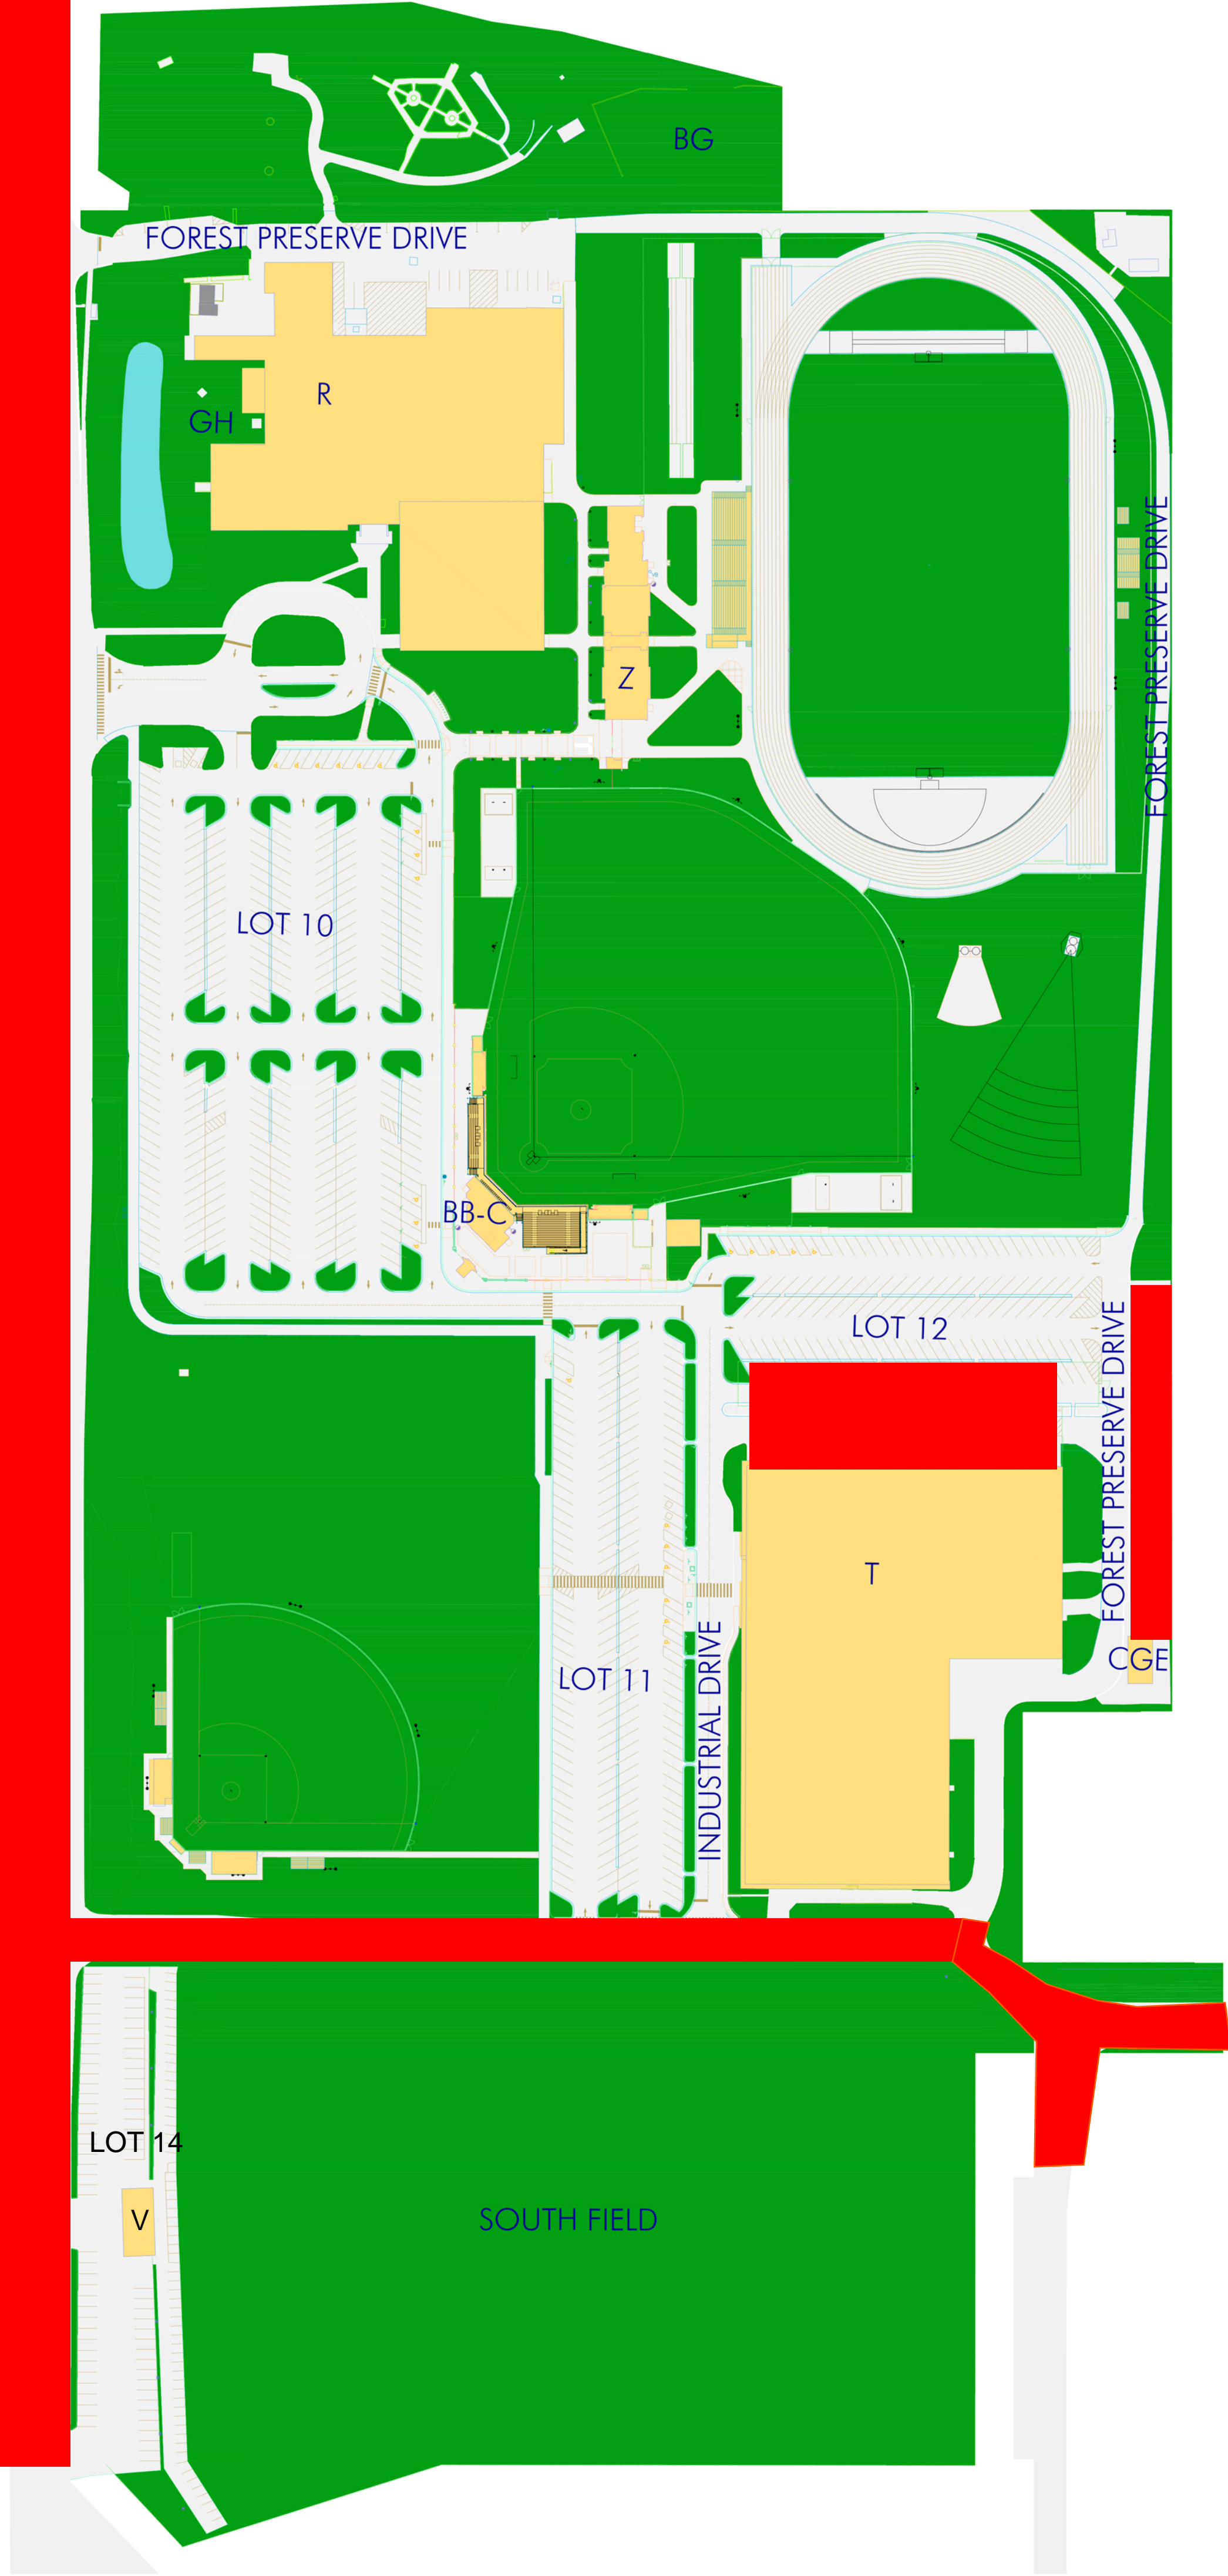 BG
FOREST PRESERVE DRIVE
R
GH
FOREST PRESERVE DRIVE
Z
LOT 10
BB-C
LOT 12
FOREST PRESERVE DRIVE
T
CGE
LOT 11
INDUSTRIAL DRIVE
LOT 14
V
SOUTH FIELD